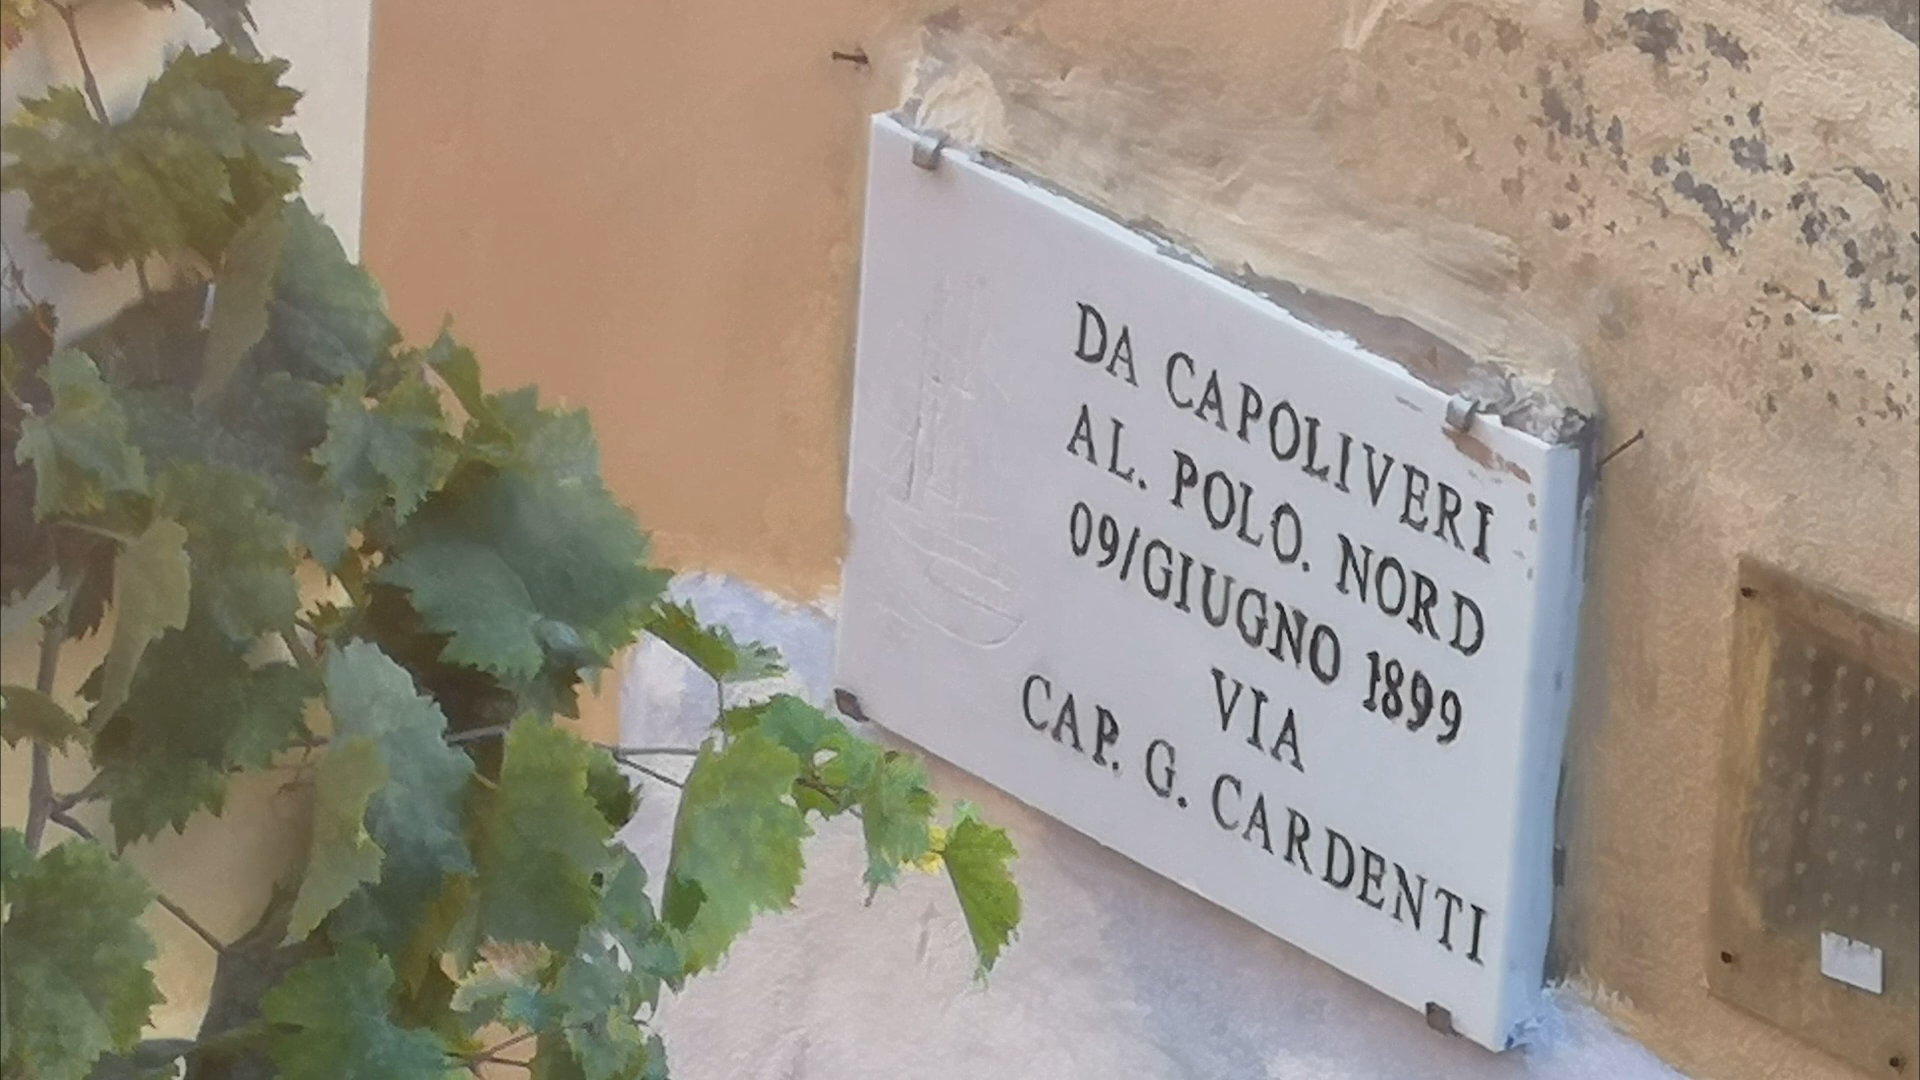 DA CAPOLIVERI
AL. POLO. NORD
09/GIUGNO 1899
VIA
CAP. G. CARDENTI